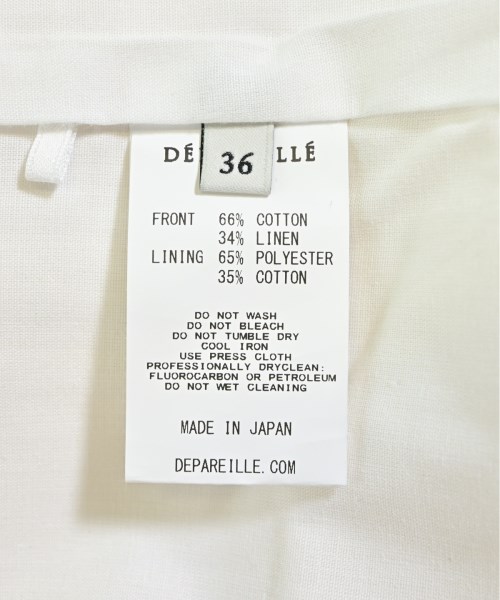 DÉ 36 LLÉ
FRONT 66% COTTON
34% LINEN
LINING 65% POLYESTER
35% COTTON
DO NOT WASH
DO NOT BLEACH
DO NOT TUMBLE DRY
COOL IRON
USE PRESS CLOTH
PROFESSIONALLY DRYCLEAN:
FLUOROCARBON OR PETROLEUM
DO NOT WET CLEANING
MADE IN JAPAN
DEPAREILLE.COM